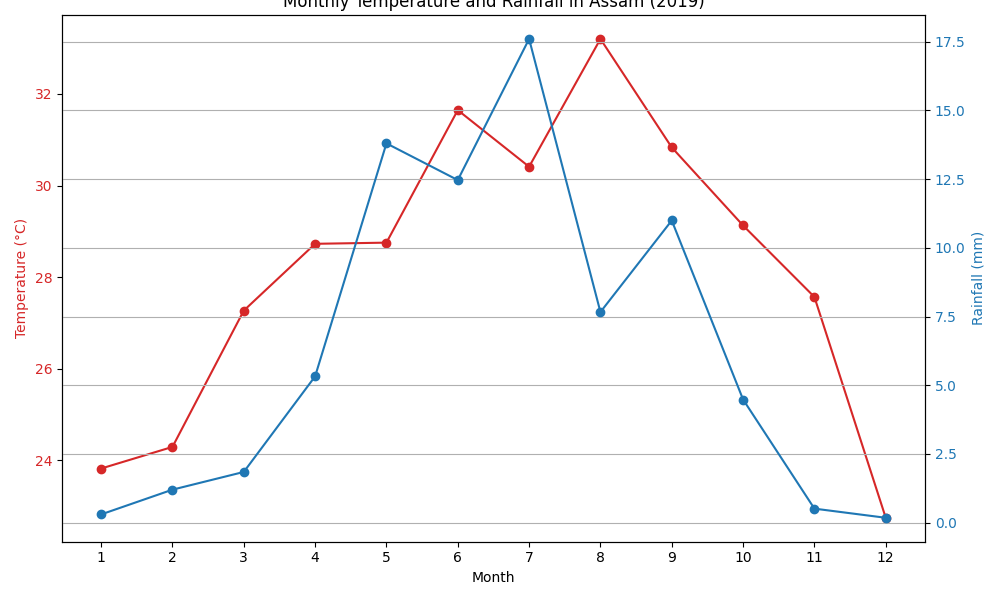 Monthly Temperature and Rainfall in Assam (2019)
Temperature (°C)
32
30
28
26
24
17.5
15.0
12.5
10.0
7.5
5.0
2.5
0.0
Rainfall (mm)
1 2 3 4 5 6 7 8 9 10 11 12
Month